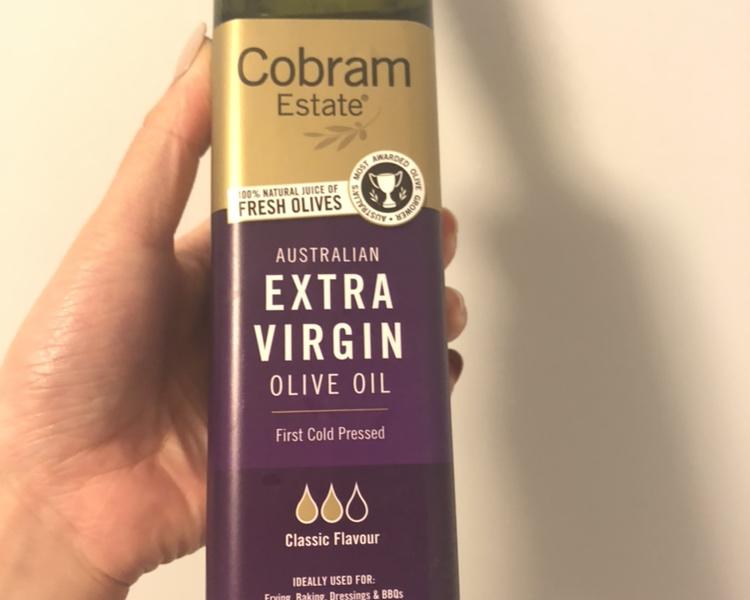 Cobram
Estate®
100% NATURAL JUICE OF
FRESH OLIVES
AUSTRALIA'S MOST AWARDED OLIVE GROWER •
AUSTRALIAN
EXTRA
VIRGIN
OLIVE OIL
First Cold Pressed
Classic Flavour
IDEALLY USED FOR:
Frying, Baking, Dressings & BBQs